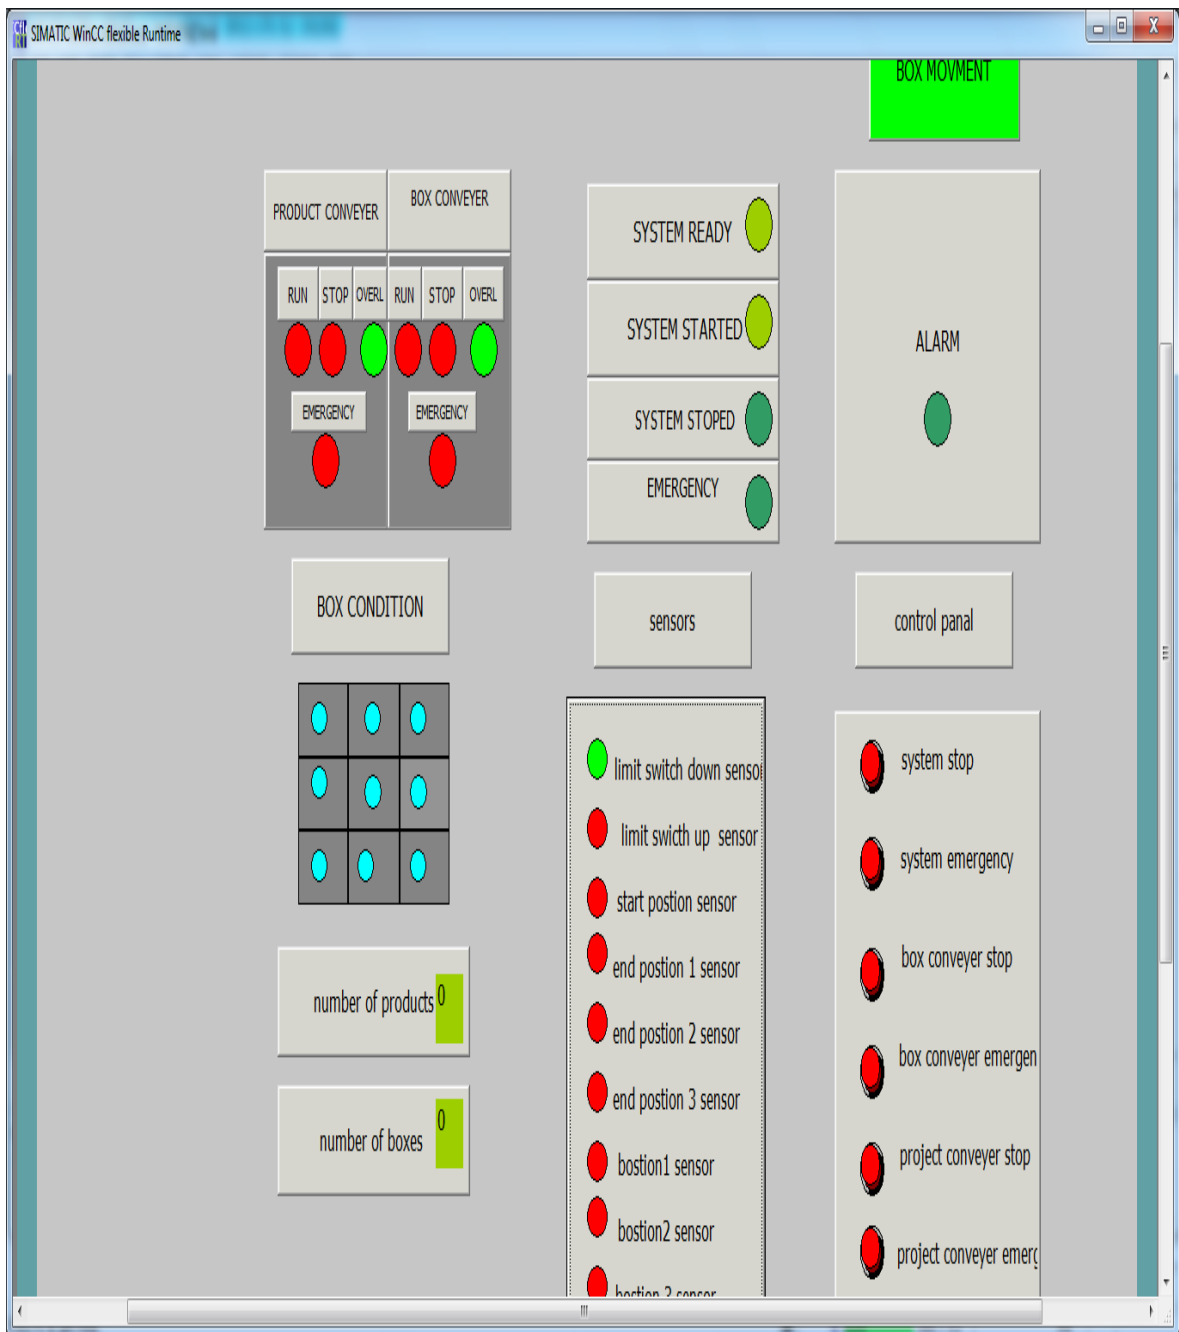 SIMATIC WinCC flexible Runtime
BOX MOVMENT
PRODUCT CONVEYER
BOX CONVEYER
RUN STOP OVERL RUN STOP OVERL
EMERGENCY EMERGENCY
SYSTEM READY
SYSTEM STARTED
SYSTEM STOPED
EMERGENCY
ALARM
BOX CONDITION
sensors
control panal
number of products 0
number of boxes 0
limit switch down senso
limit swicth up sensor
start postion sensor
end postion 1 sensor
end postion 2 sensor
end postion 3 sensor
bostion1 sensor
bostion2 sensor
bostion 3 sensor
system stop
system emergency
box conveyer stop
box conveyer emergen
project conveyer stop
project conveyer emerg